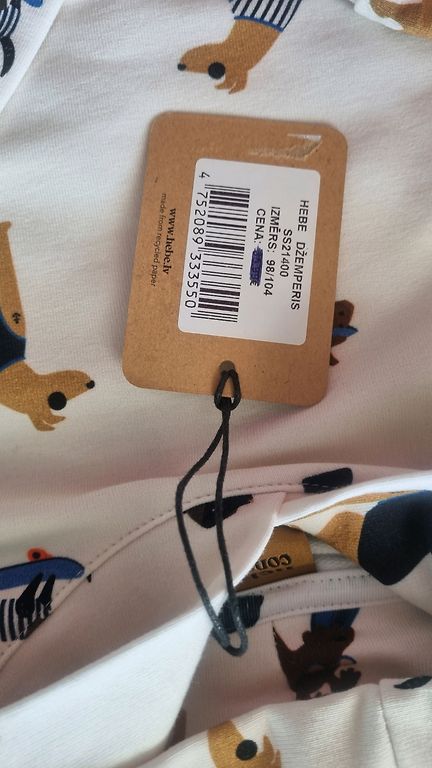 HEBE DŽEMPERIS
SS21400
IZMĒRS: 98/104
CENA:
4 752089 333550
www.hebe.lv
made from recycled paper